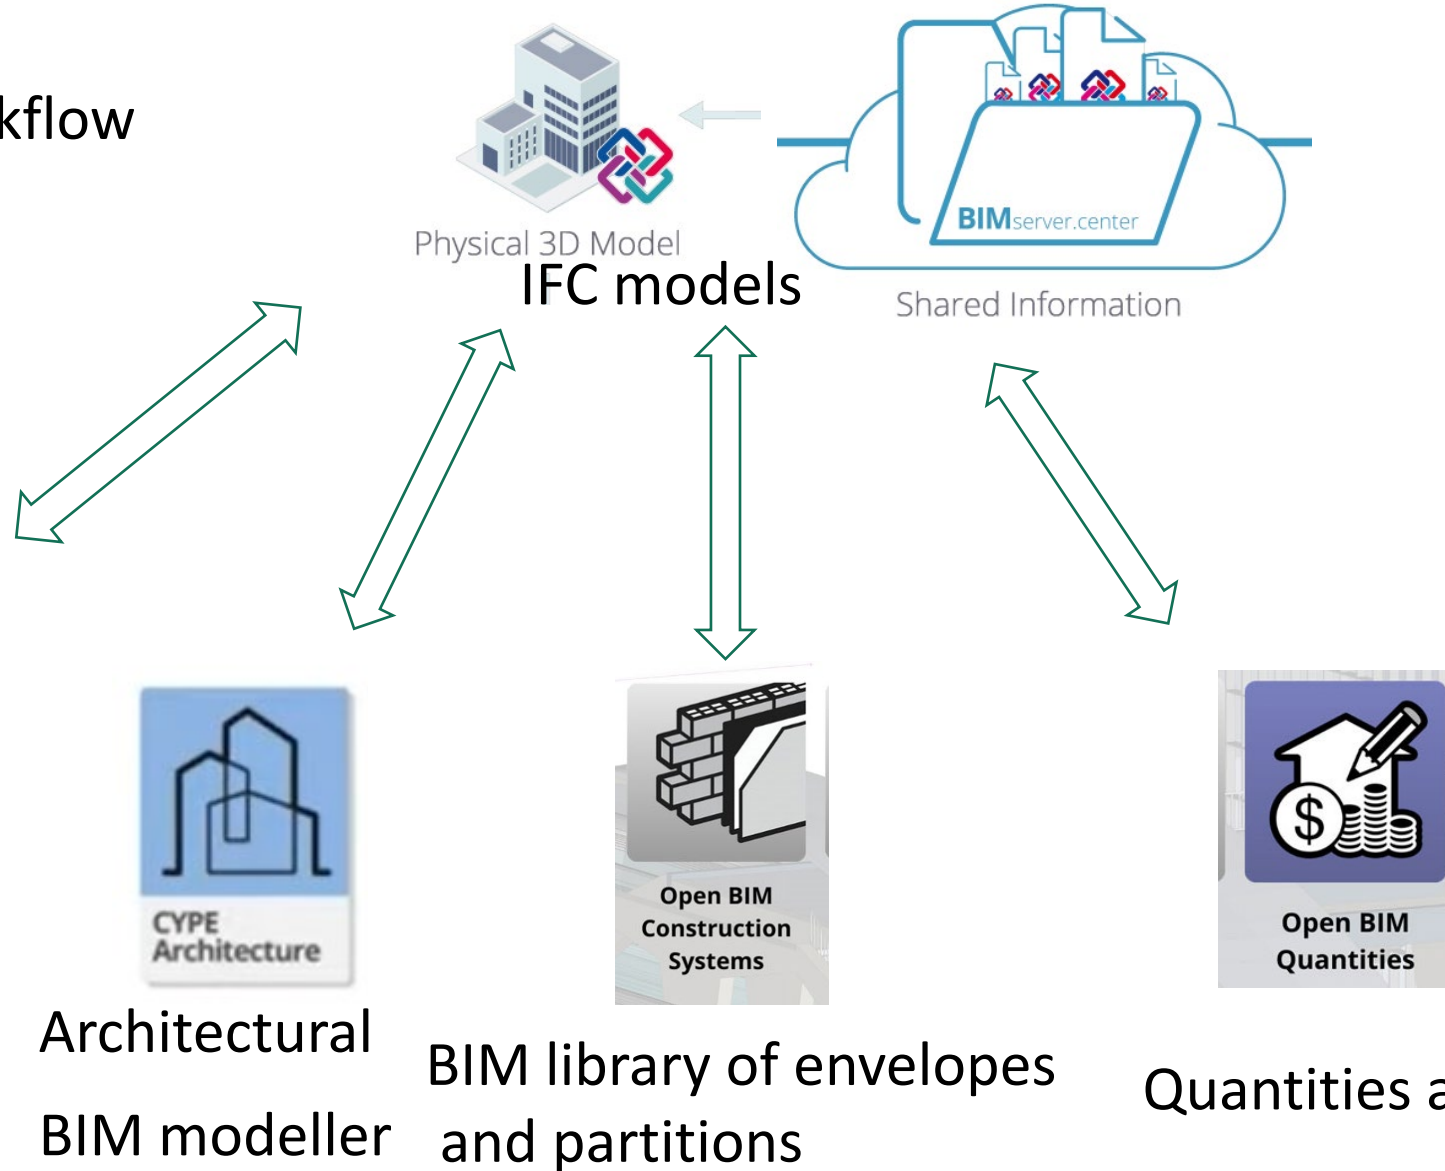 kflow
Physical 3D Model
IFC models
BIMserver.center
Shared Information
CYPE
Architecture
Open BIM
Construction
Systems
Open BIM
Quantities
Architectural
BIM modeller
BIM library of envelopes
and partitions
Quantities a